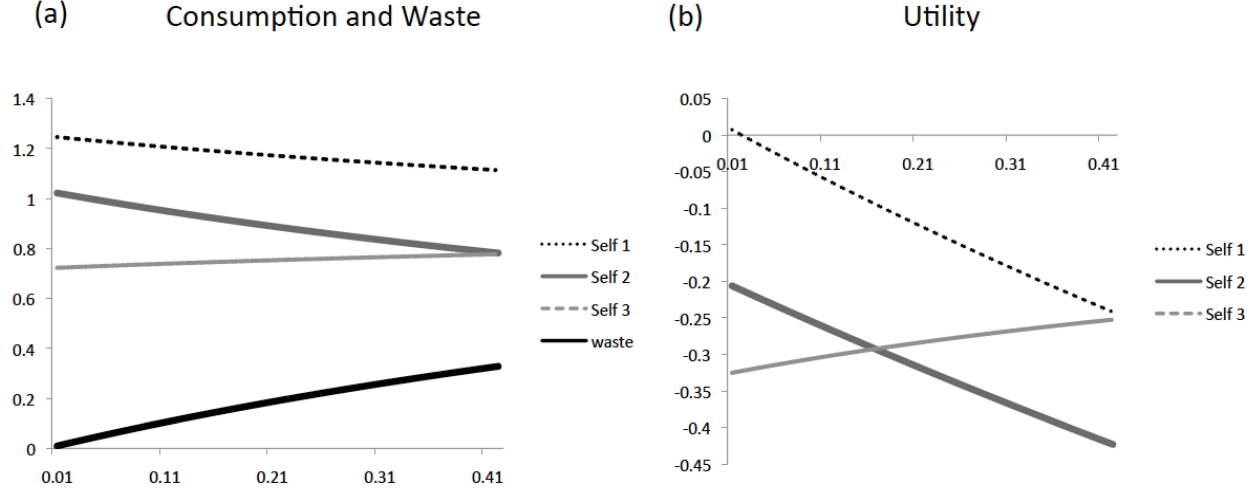 (a) Consumption and Waste
1.4
1.2
1
0.8
0.6
0.4
0.2
0
0.01 0.11 0.21 0.31 0.41
Self 1
Self 2
Self 3
waste
(b) Utility
0.05
0
-0.05
-0.1
-0.15
-0.2
-0.25
-0.3
-0.35
-0.4
-0.45
0.01 0.11 0.21 0.31 0.41
Self 1
Self 2
Self 3